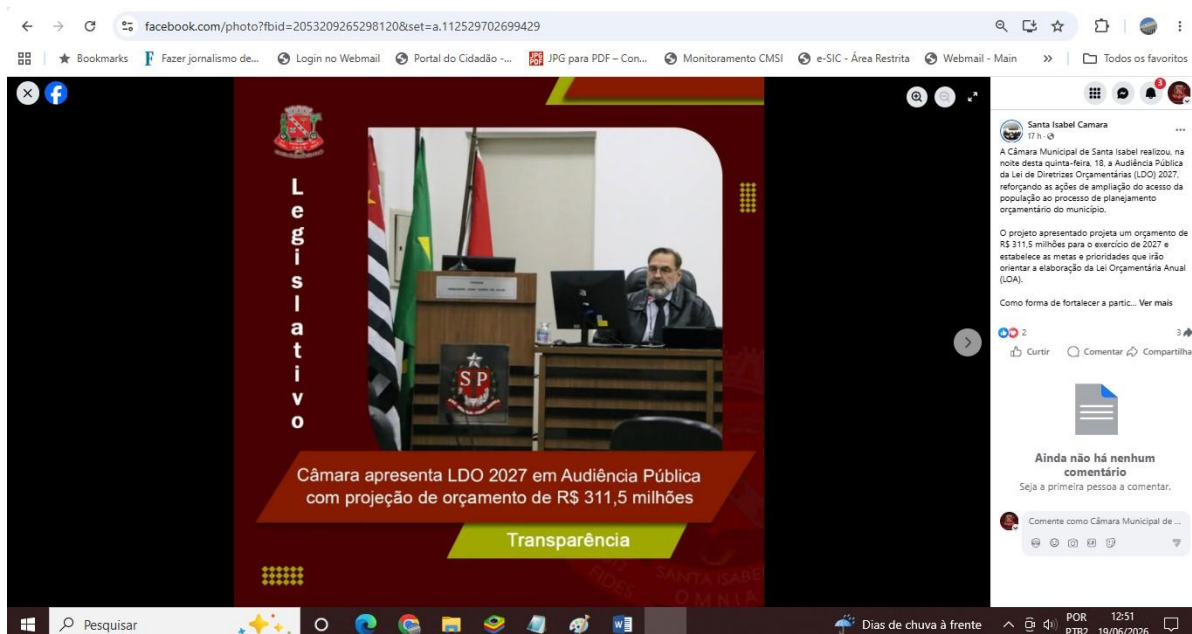 facebook.com/photo?fbid=2053209265298120&set=a.112529702699429
Bookmarks
Fazer jornalismo de...
Login no Webmail
Portal do Cidadão -...
JPG para PDF – Con...
Monitoramento CMSI
e-SIC - Área Restrita
Webmail - Main
Todos os favoritos
Legislativo
SP
Câmara apresenta LDO 2027 em Audiência Pública
com projeção de orçamento de R$ 311,5 milhões
Transparência
FIDES
SANTA ISABEL
OMNIA
3
Santa Isabel Camara
17 h
A Câmara Municipal de Santa Isabel realizou, na
noite desta quinta-feira, 18, a Audiência Pública
da Lei de Diretrizes Orçamentárias (LDO) 2027,
reforçando as ações de ampliação do acesso da
população ao processo de planejamento
orçamentário do município.
O projeto apresentado projeta um orçamento de
R$ 311,5 milhões para o exercício de 2027 e
estabelece as metas e prioridades que irão
orientar a elaboração da Lei Orçamentária Anual
(LOA).
Como forma de fortalecer a partic... Ver mais
2
3
Curtir
Comentar
Compartilha
Ainda não há nenhum
comentário
Seja a primeira pessoa a comentar.
Comente como Câmara Municipal de ...
Pesquisar
Dias de chuva à frente
POR
PTB2
12:51
19/06/2026